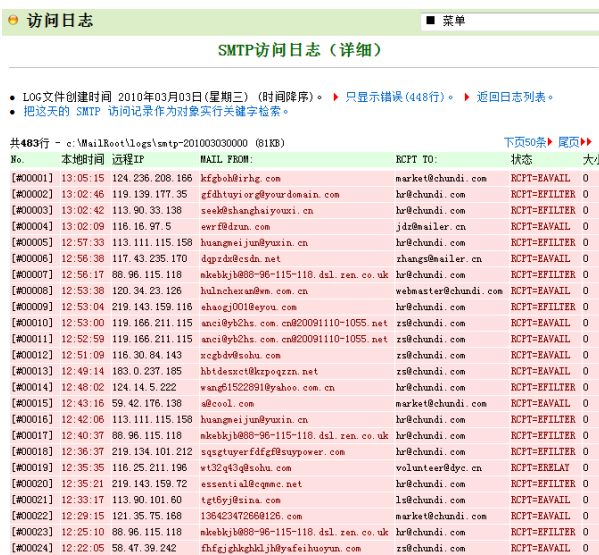 访问日志
菜单
SMTP访问日志（详细）
LOG文件创建时间 2010年03月03日(星期三) (时间降序)。 只显示错误(448行)。 返回日志列表。
把这天的 SMTP 访问记录作为对象实行关键字检索。
共483行 - c:\MailRoot\logs\smtp-201003030000 (81KB) 下页50条 尾页
No. 本地时间 远程IP MAIL FROM: RCPT TO: 状态 大小
[#00001] 13:05:15 124.236.208.166 kfgboh@irhg.com market@chundi.com RCPT=EAVAIL 0
[#00002] 13:02:46 119.139.177.35 gfdhtuyiorg@yourdomain.com hr@chundi.com RCPT=EFILTER 0
[#00003] 13:02:42 113.90.33.138 seek@shanghaiyouxi.cn hr@chundi.com RCPT=EFILTER 0
[#00004] 13:02:09 116.16.97.5 ewrf@dzun.com jdz@mailer.cn RCPT=EAVAIL 0
[#00005] 12:57:33 113.111.115.158 huangmeijun@yuxin.cn hr@chundi.com RCPT=EFILTER 0
[#00006] 12:56:38 117.43.235.170 dqpzdx@csdn.net zhangs@mailer.cn RCPT=EAVAIL 0
[#00007] 12:56:17 88.96.115.118 mkebkjb@88-96-115-118.dsl.zen.co.uk hr@chundi.com RCPT=EFILTER 0
[#00008] 12:53:38 120.34.23.126 hulnchexan@wm.com.cn webmaster@chundi.com RCPT=EAVAIL 0
[#00009] 12:53:04 219.143.159.116 ehaogj001@eyou.com hr@chundi.com RCPT=EFILTER 0
[#00010] 12:53:00 119.166.211.115 anci@yb2hs.com.cn@20091110-1055.net zs@chundi.com RCPT=EAVAIL 0
[#00011] 12:52:59 119.166.211.115 anci@yb2hs.com.cn@20091110-1055.net zs@chundi.com RCPT=EAVAIL 0
[#00012] 12:51:09 116.30.84.143 xcgbdv@sohu.com zs@chundi.com RCPT=EAVAIL 0
[#00013] 12:49:14 183.0.237.185 hbtdesxct@kzpoqzzn.net zs@chundi.com RCPT=EAVAIL 0
[#00014] 12:48:02 124.14.5.222 wang61522891@yahoo.com.cn hr@chundi.com RCPT=EFILTER 0
[#00015] 12:43:16 59.42.176.138 a@cool.com market@chundi.com RCPT=EAVAIL 0
[#00016] 12:42:06 113.111.115.158 huangmeijun@yuxin.cn hr@chundi.com RCPT=EFILTER 0
[#00017] 12:40:37 88.96.115.118 mkebkjb@88-96-115-118.dsl.zen.co.uk hr@chundi.com RCPT=EFILTER 0
[#00018] 12:36:37 219.134.101.212 sqsgtuyerfdfgf@suypower.com hr@chundi.com RCPT=EFILTER 0
[#00019] 12:35:35 116.25.211.196 wt32q43q@sohu.com volunteer@dyc.cn RCPT=ERELAY 0
[#00020] 12:35:21 219.143.159.72 essential@cqmmc.net hr@chundi.com RCPT=EFILTER 0
[#00021] 12:33:17 113.90.101.60 tgt6yj@sina.com ls@chundi.com RCPT=EAVAIL 0
[#00022] 12:29:15 121.35.75.168 13642347266@126.com market@chundi.com RCPT=EAVAIL 0
[#00023] 12:25:10 88.96.115.118 mkebkjb@88-96-115-118.dsl.zen.co.uk hr@chundi.com RCPT=EFILTER 0
[#00024] 12:22:05 58.47.39.242 fhfgjghkghkljh@yafeihuoyun.com zs@chundi.com RCPT=EAVAIL 0